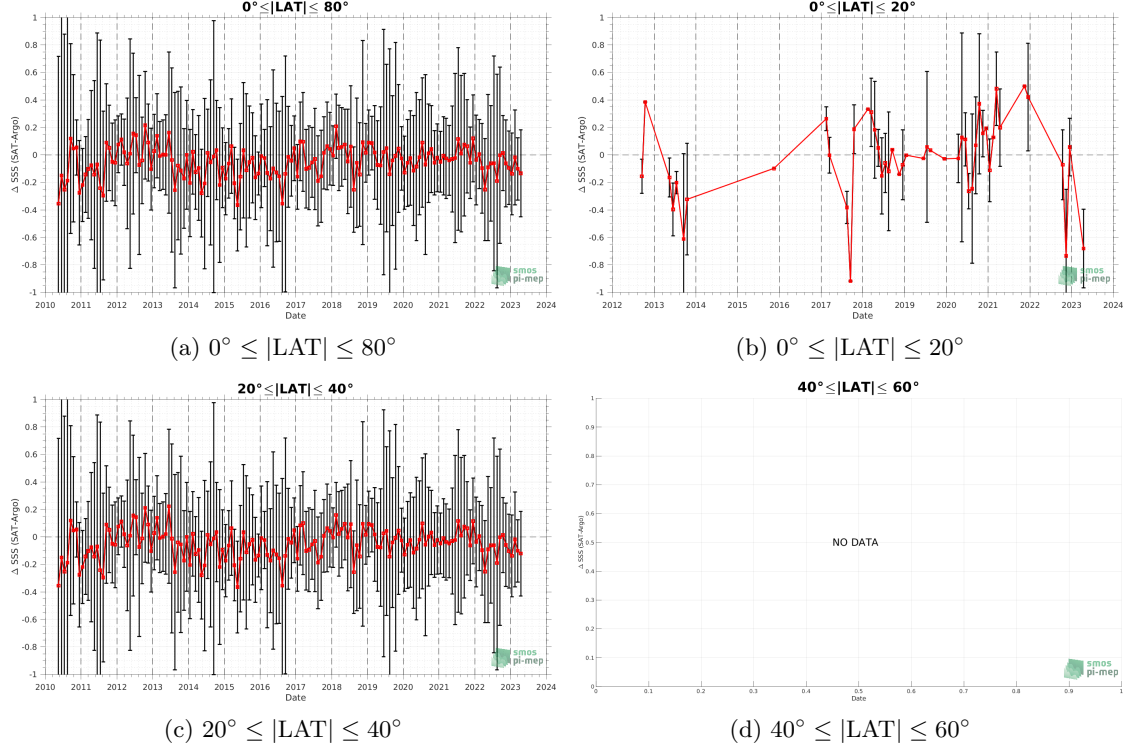 0°≤|LAT|≤ 80°
1
0.8
0.6
0.4
0.2
0
-0.2
-0.4
-0.6
-0.8
-1
Δ SSS (SAT-Argo)
2010 2011 2012 2013 2014 2015 2016 2017 2018 2019 2020 2021 2022 2023 2024
Date
smos
pi-mep
(a) 0° ≤ |LAT| ≤ 80°
0°≤|LAT|≤ 20°
1
0.8
0.6
0.4
0.2
0
-0.2
-0.4
-0.6
-0.8
-1
Δ SSS (SAT-Argo)
2012 2013 2014 2015 2016 2017 2018 2019 2020 2021 2022 2023 2024
Date
smos
pi-mep
(b) 0° ≤ |LAT| ≤ 20°
20°≤|LAT|≤ 40°
1
0.8
0.6
0.4
0.2
0
-0.2
-0.4
-0.6
-0.8
-1
Δ SSS (SAT-Argo)
2010 2011 2012 2013 2014 2015 2016 2017 2018 2019 2020 2021 2022 2023 2024
Date
smos
pi-mep
(c) 20° ≤ |LAT| ≤ 40°
40°≤|LAT|≤ 60°
1
0.9
0.8
0.7
0.6
0.5
0.4
0.3
0.2
0.1
0
Δ SSS (SAT-Argo)
NO DATA
0 0.1 0.2 0.3 0.4 0.5 0.6 0.7 0.8 0.9 1
Date
smos
pi-mep
(d) 40° ≤ |LAT| ≤ 60°